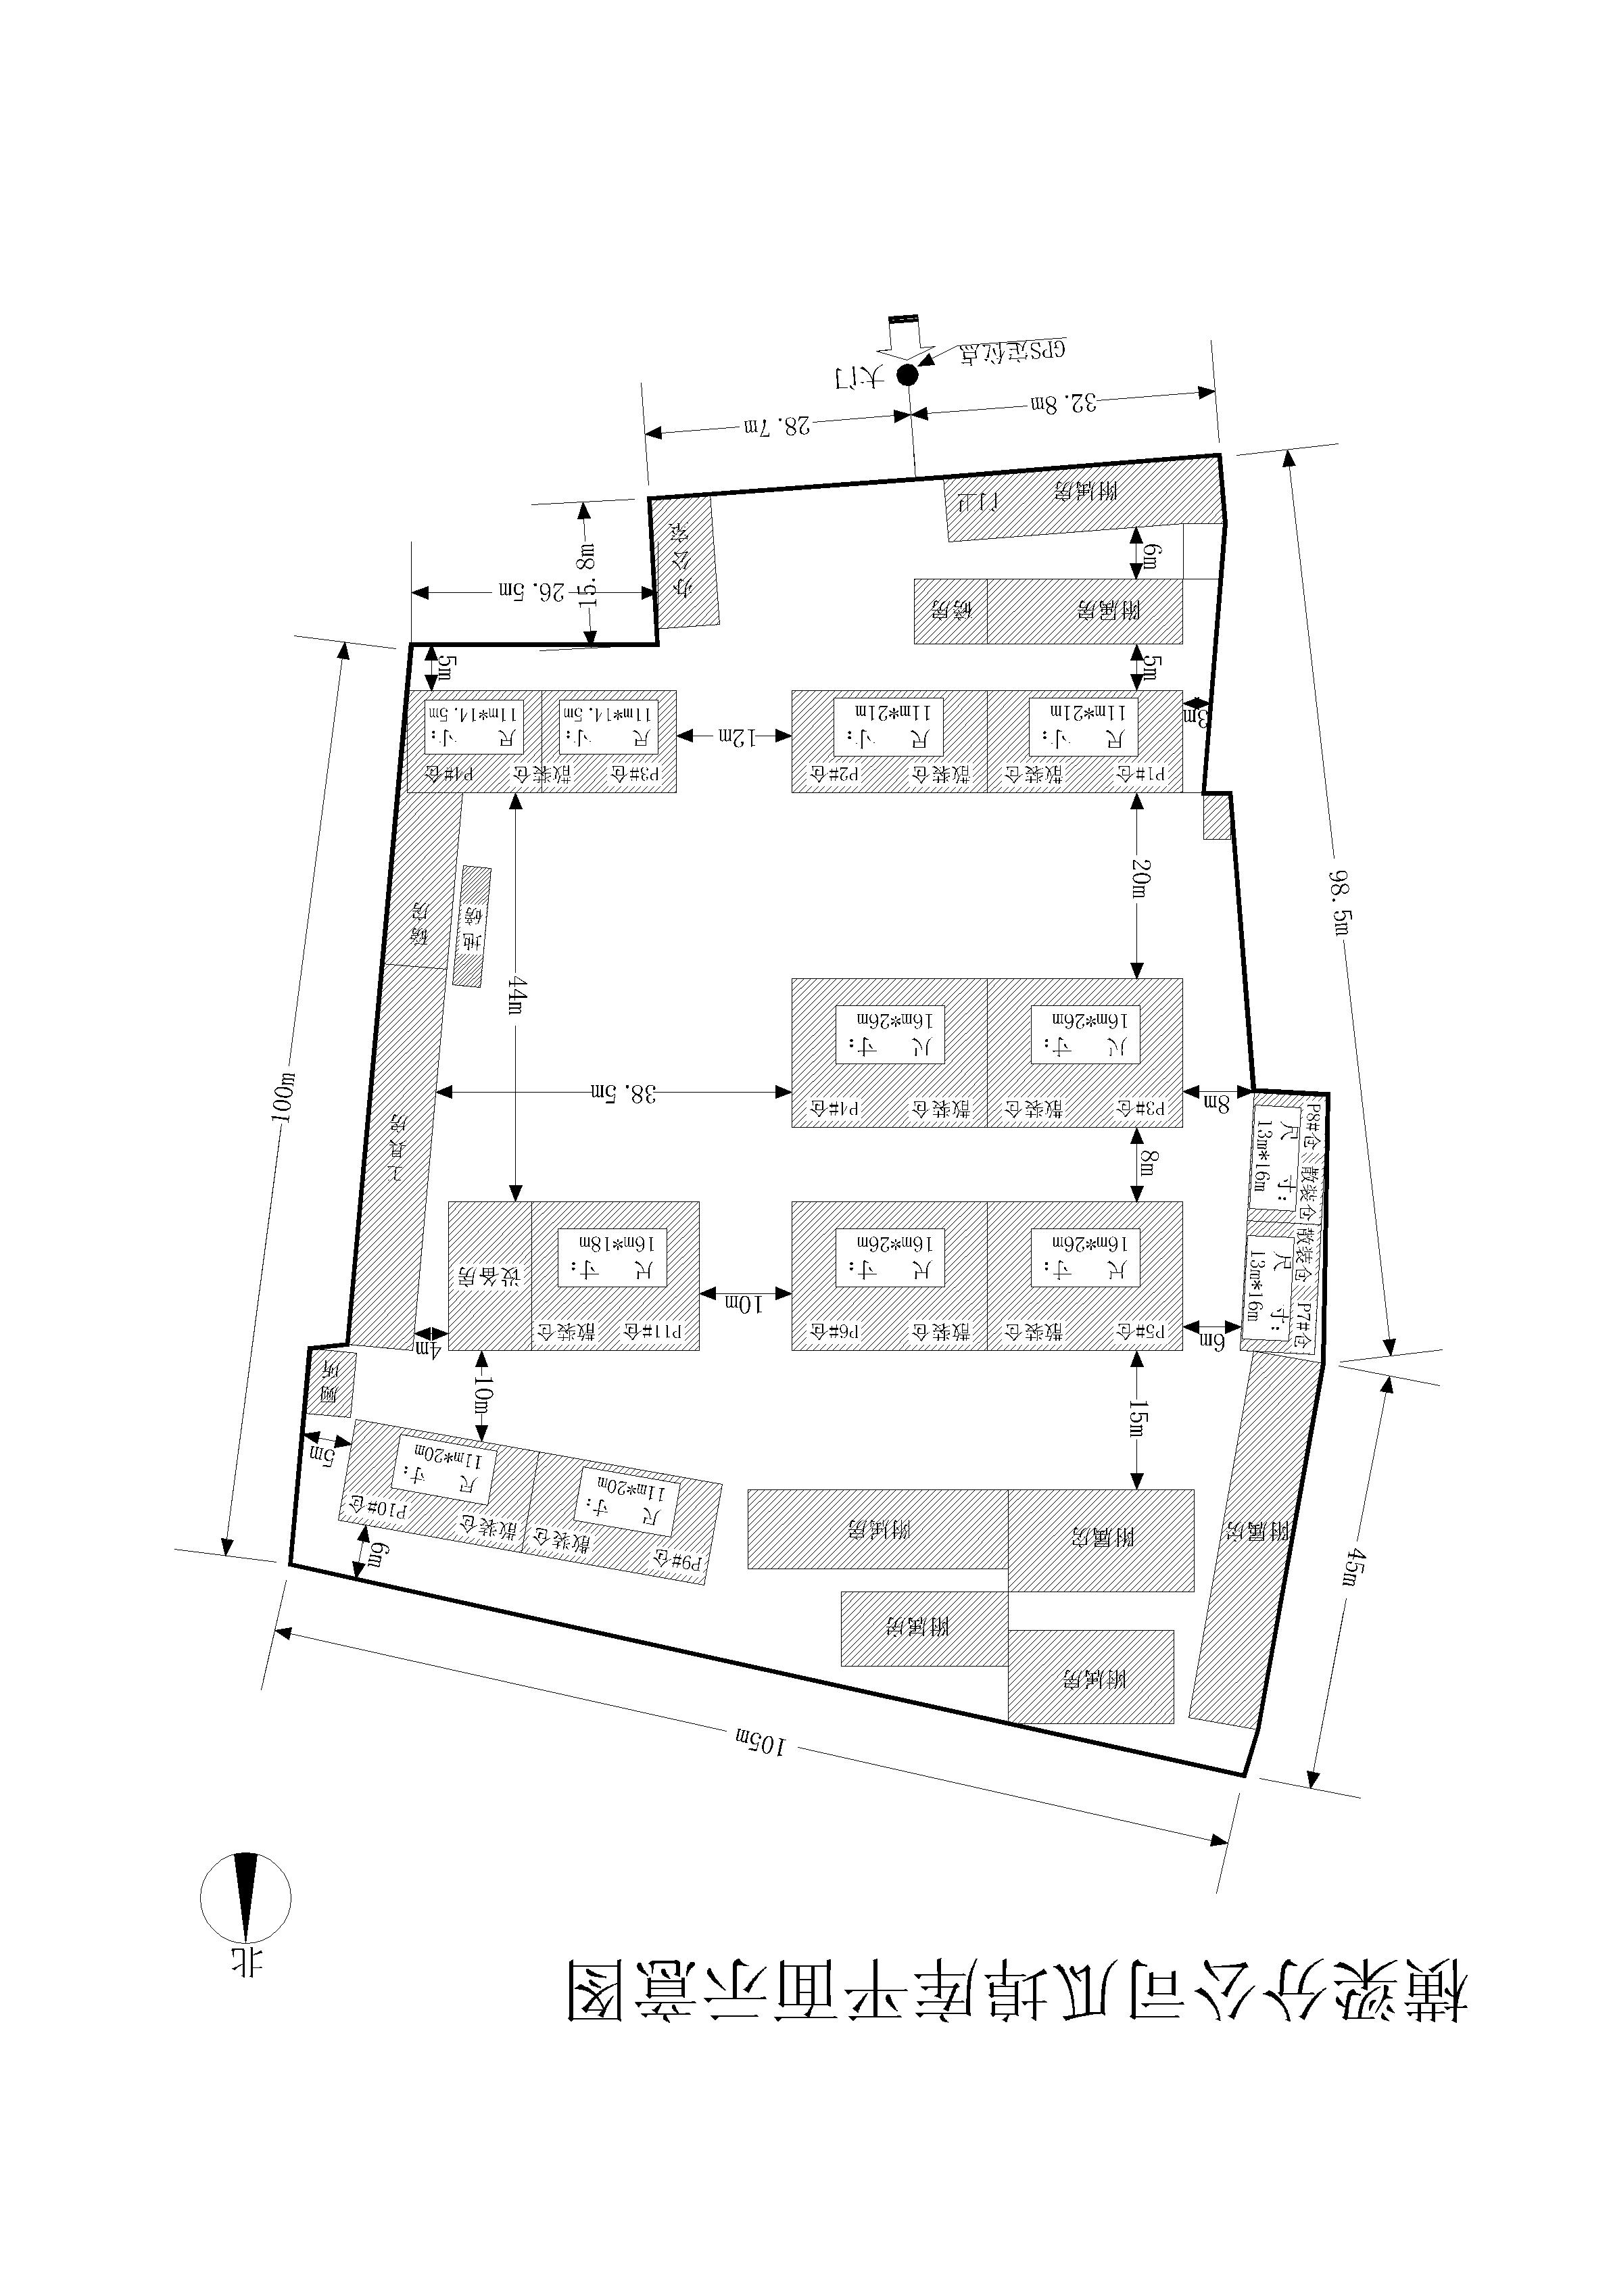 横梁分公司瓜埠库平面示意图
北
105m
附属房
附属房
附属房
附属房
附属房
45m
P9#仓 散装仓
尺 寸:
11m*20m
散装仓 P10#仓
尺 寸:
11m*20m
6m
5m
厕所
15m
10m
4m
6m
P7#仓 散装仓
尺 寸:
13m*16m
P8#仓 散装仓
尺 寸:
13m*16m
P5#仓 散装仓
尺 寸:
16m*26m
散装仓 P6#仓
尺 寸:
16m*26m
10m
P11#仓 散装仓
尺 寸:
16m*18m
设备房
8m
8m
P3#仓 散装仓
尺 寸:
16m*26m
散装仓 P4#仓
尺 寸:
16m*26m
38.5m
44m
工具房
100m
98.5m
20m
地磅
磅房
P1#仓 散装仓
尺 寸:
11m*21m
散装仓 P2#仓
尺 寸:
11m*21m
3m
12m
P3#仓 散装仓 P4#仓
尺 寸:
11m*14.5m
尺 寸:
11m*14.5m
5m
5m
附属房
磅房
6m
26.5m
15.8m
办公室
附属房
门卫
32.8m
28.7m
大门
GPS定位点